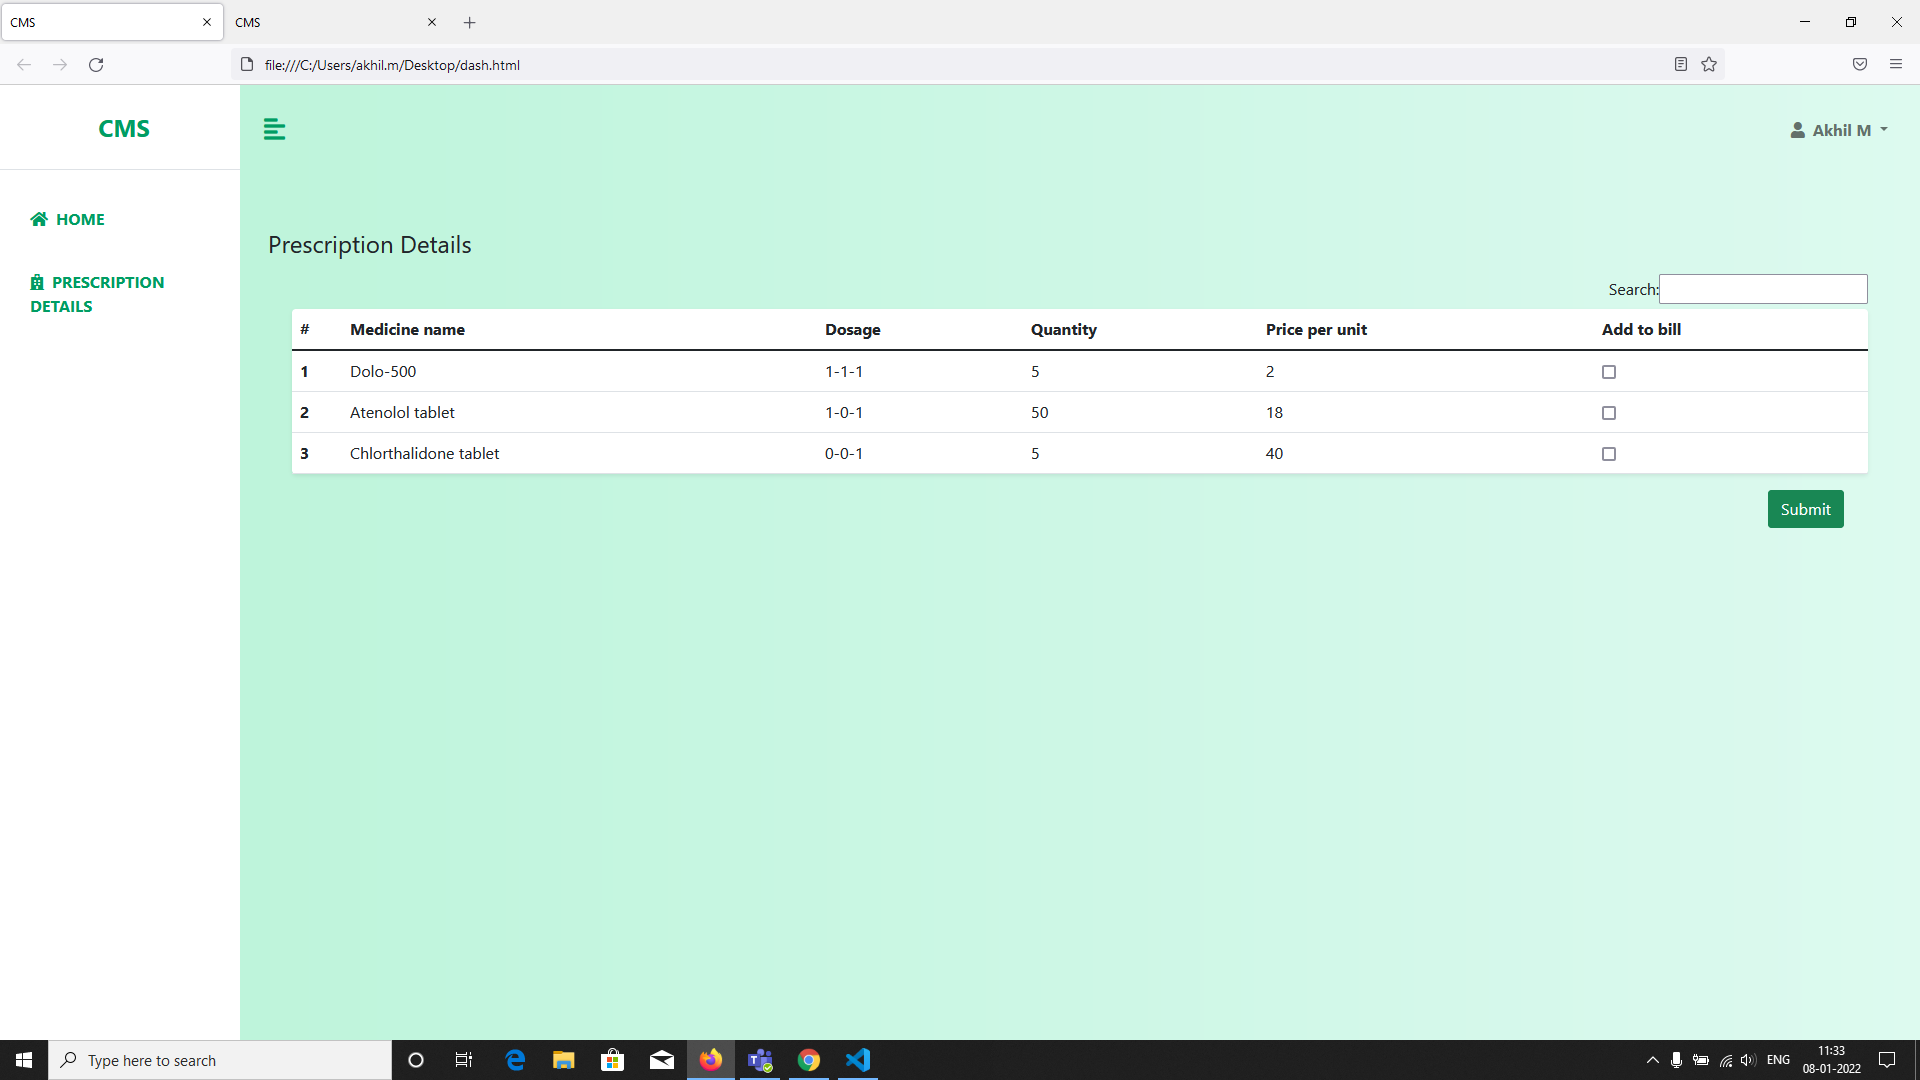 CMS
CMS
file:///C:/Users/akhil.m/Desktop/dash.html
CMS
Akhil M
HOME
PRESCRIPTION
DETAILS
Prescription Details
Search:
# Medicine name Dosage Quantity Price per unit Add to bill
1 Dolo-500 1-1-1 5 2
2 Atenolol tablet 1-0-1 50 18
3 Chlorthalidone tablet 0-0-1 5 40
Submit
Type here to search
ENG
11:33
08-01-2022